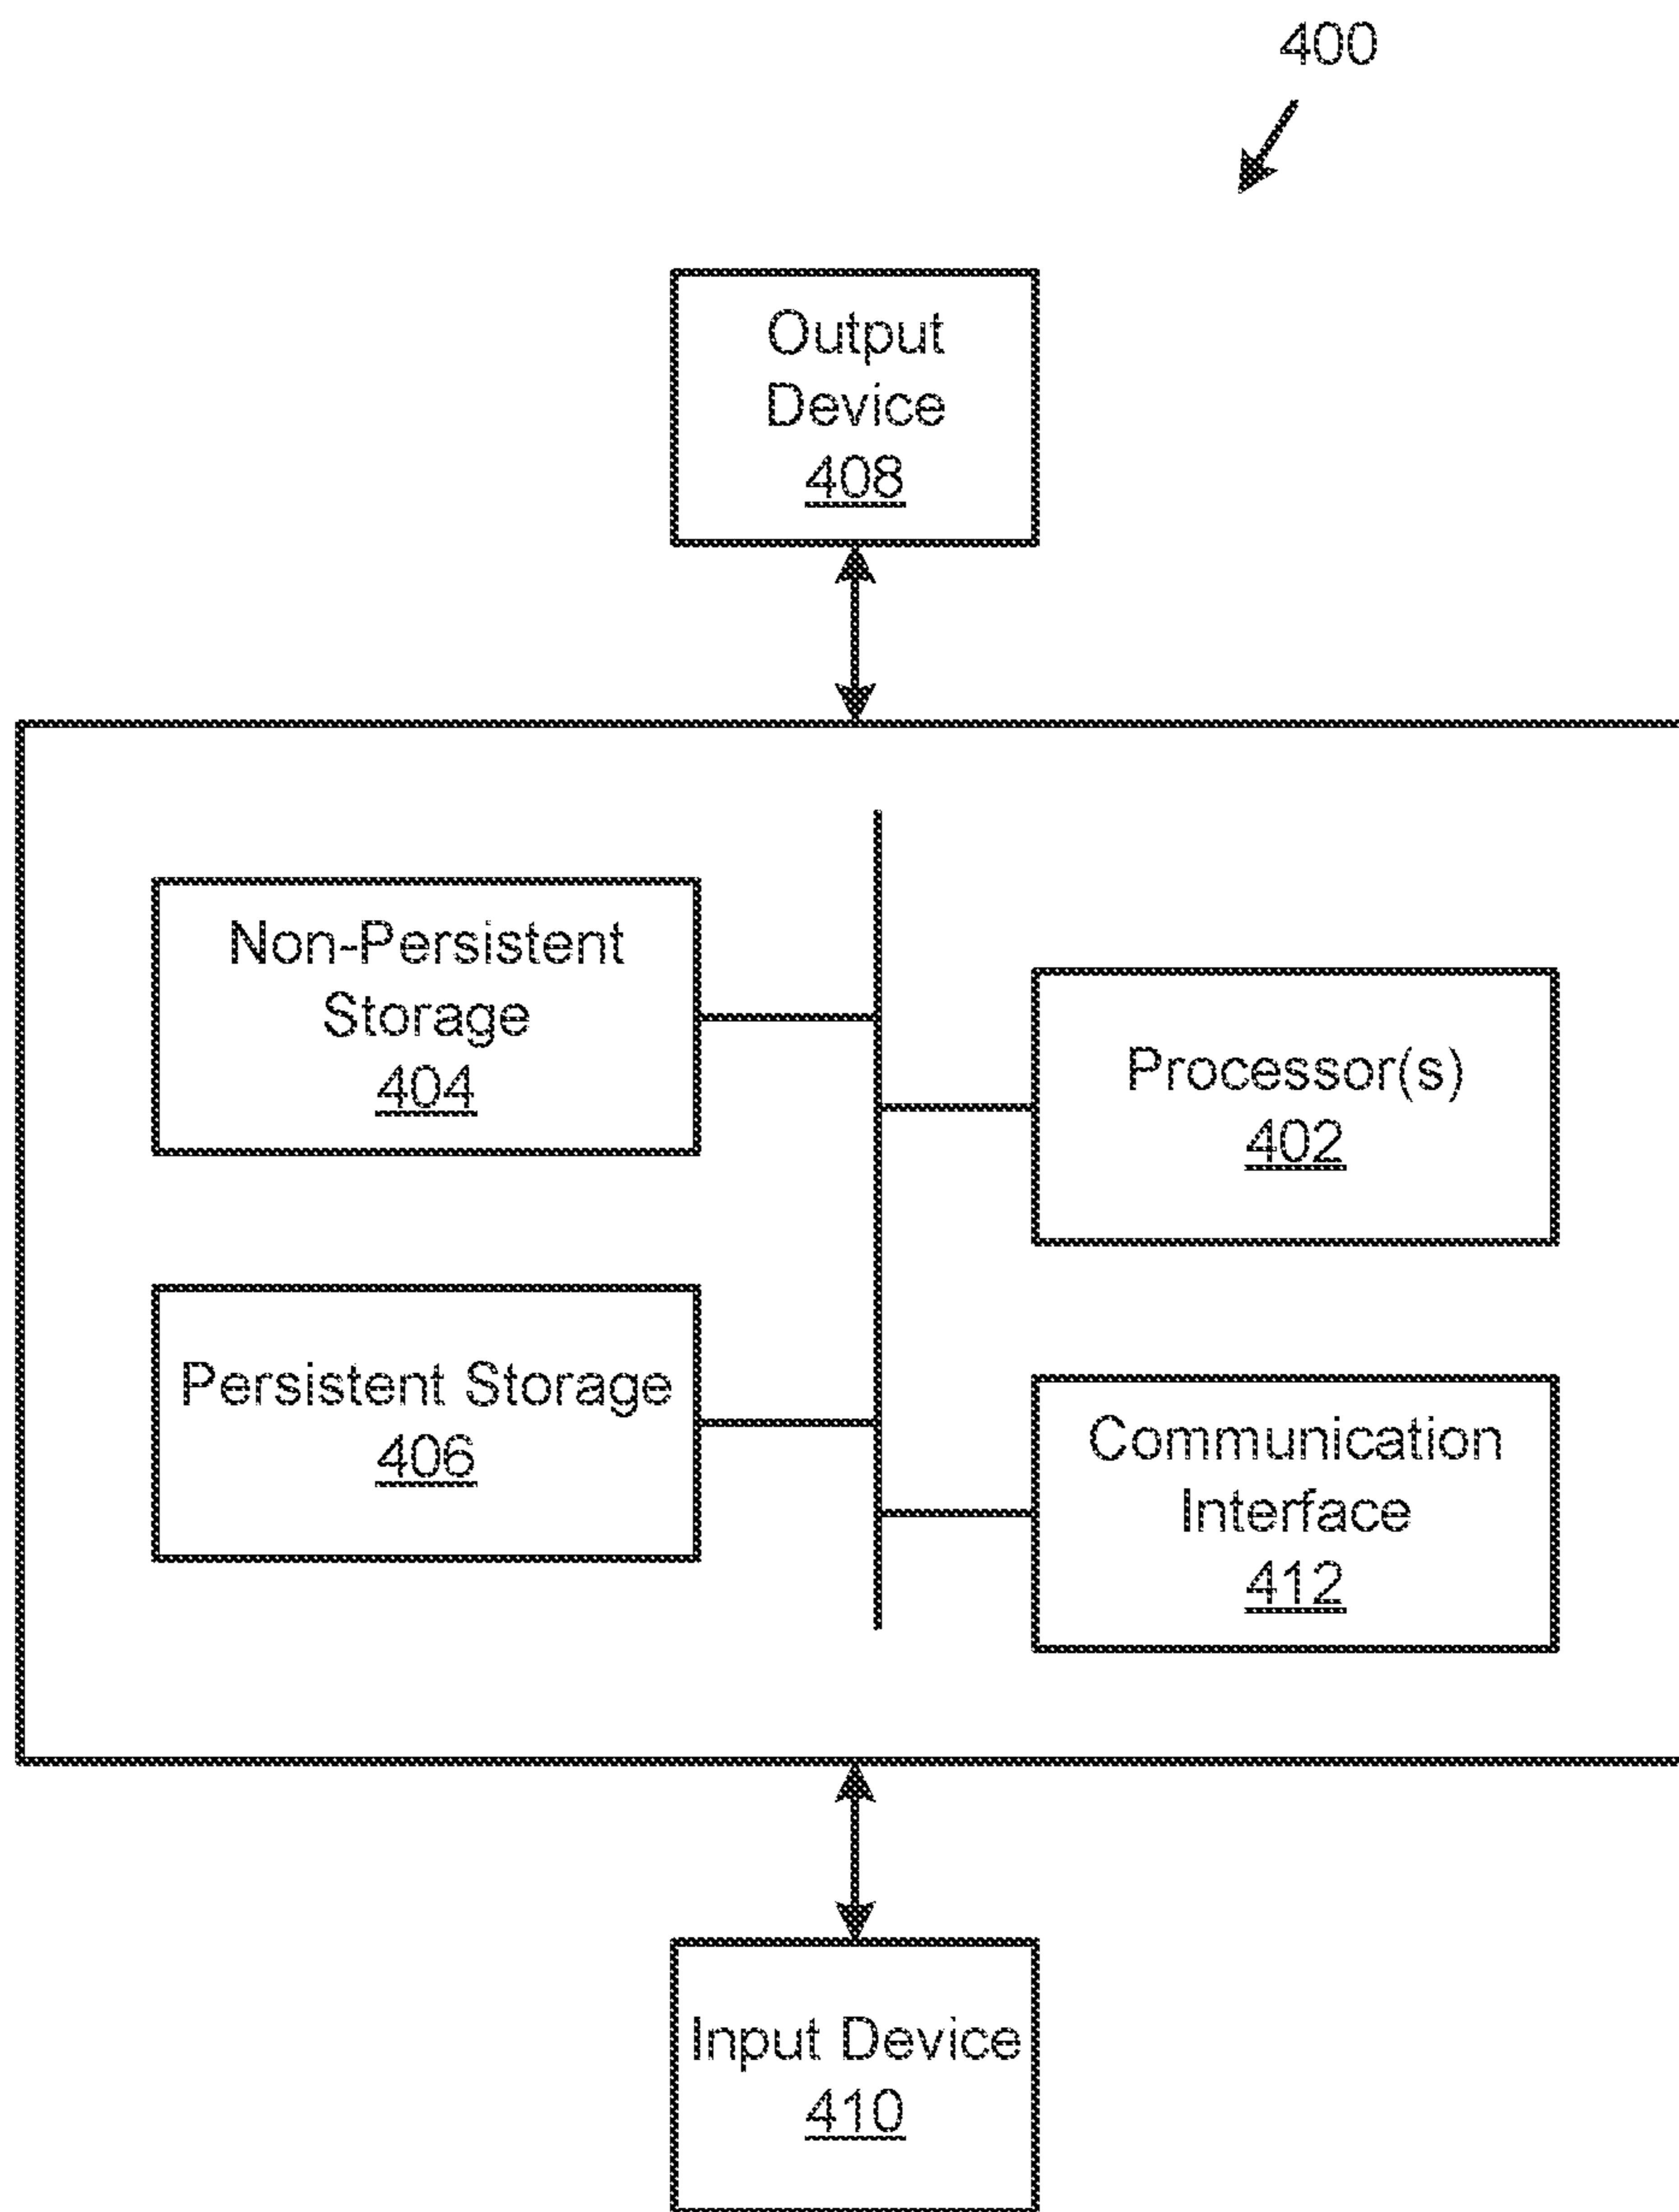 400
Output
Device
408
Non-Persistent
Storage
404
Processor(s)
402
Persistent Storage
406
Communication
Interface
412
Input Device
410